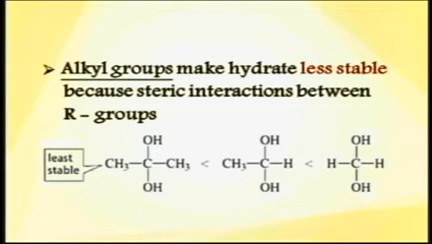 ➢ Alkyl groups make hydrate less stable
because steric interactions between
R – groups
OH OH OH
least
stable
CH₃—C—CH₃ < CH₃—C—H < H—C—H
OH OH OH